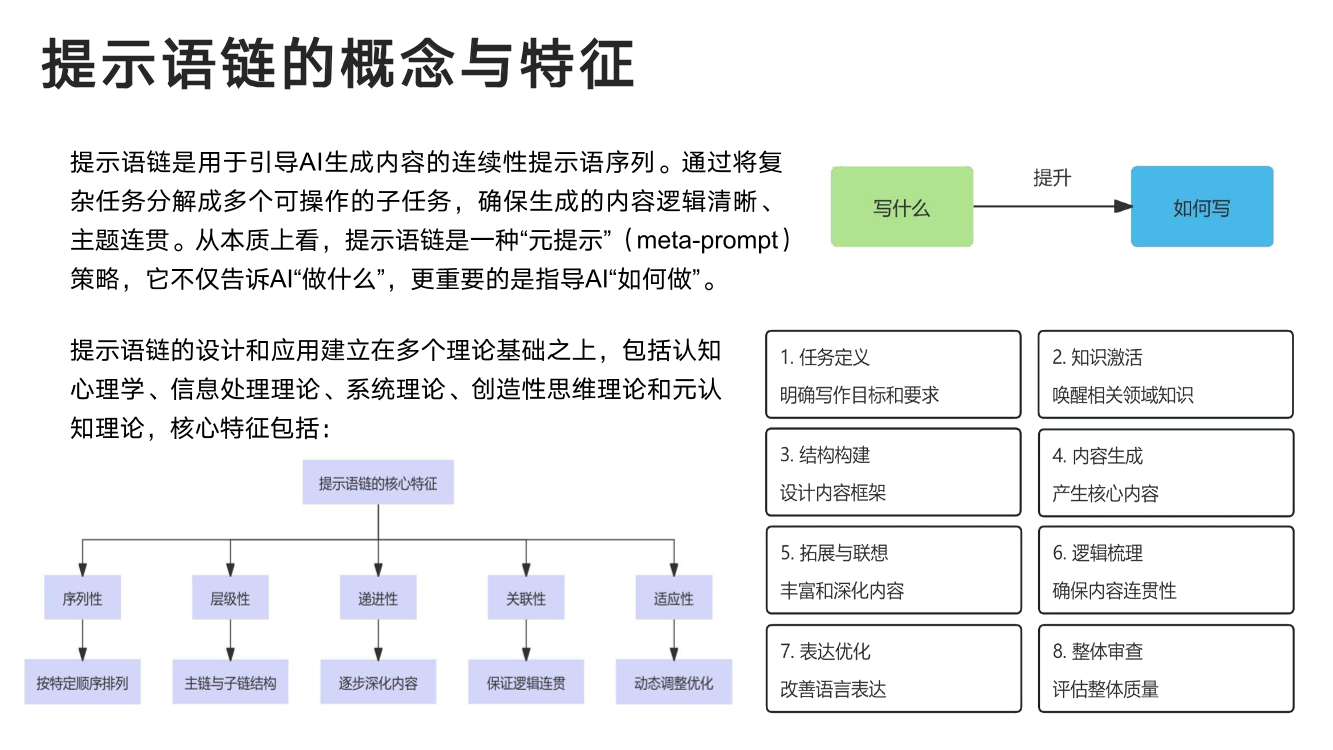 提示语链的概念与特征
提示语链是用于引导AI生成内容的连续性提示语序列。通过将复
杂任务分解成多个可操作的子任务，确保生成的内容逻辑清晰、
主题连贯。从本质上看，提示语链是一种“元提示”（meta-prompt）
策略，它不仅告诉AI“做什么”，更重要的是指导AI“如何做”。
写什么
提升
如何写
提示语链的设计和应用建立在多个理论基础之上，包括认知
心理学、信息处理理论、系统理论、创造性思维理论和元认
知理论，核心特征包括：
提示语链的核心特征
序列性
层级性
递进性
关联性
适应性
按特定顺序排列
主链与子链结构
逐步深化内容
保证逻辑连贯
动态调整优化
1. 任务定义
明确写作目标和要求
2. 知识激活
唤醒相关领域知识
3. 结构构建
设计内容框架
4. 内容生成
产生核心内容
5. 拓展与联想
丰富和深化内容
6. 逻辑梳理
确保内容连贯性
7. 表达优化
改善语言表达
8. 整体审查
评估整体质量